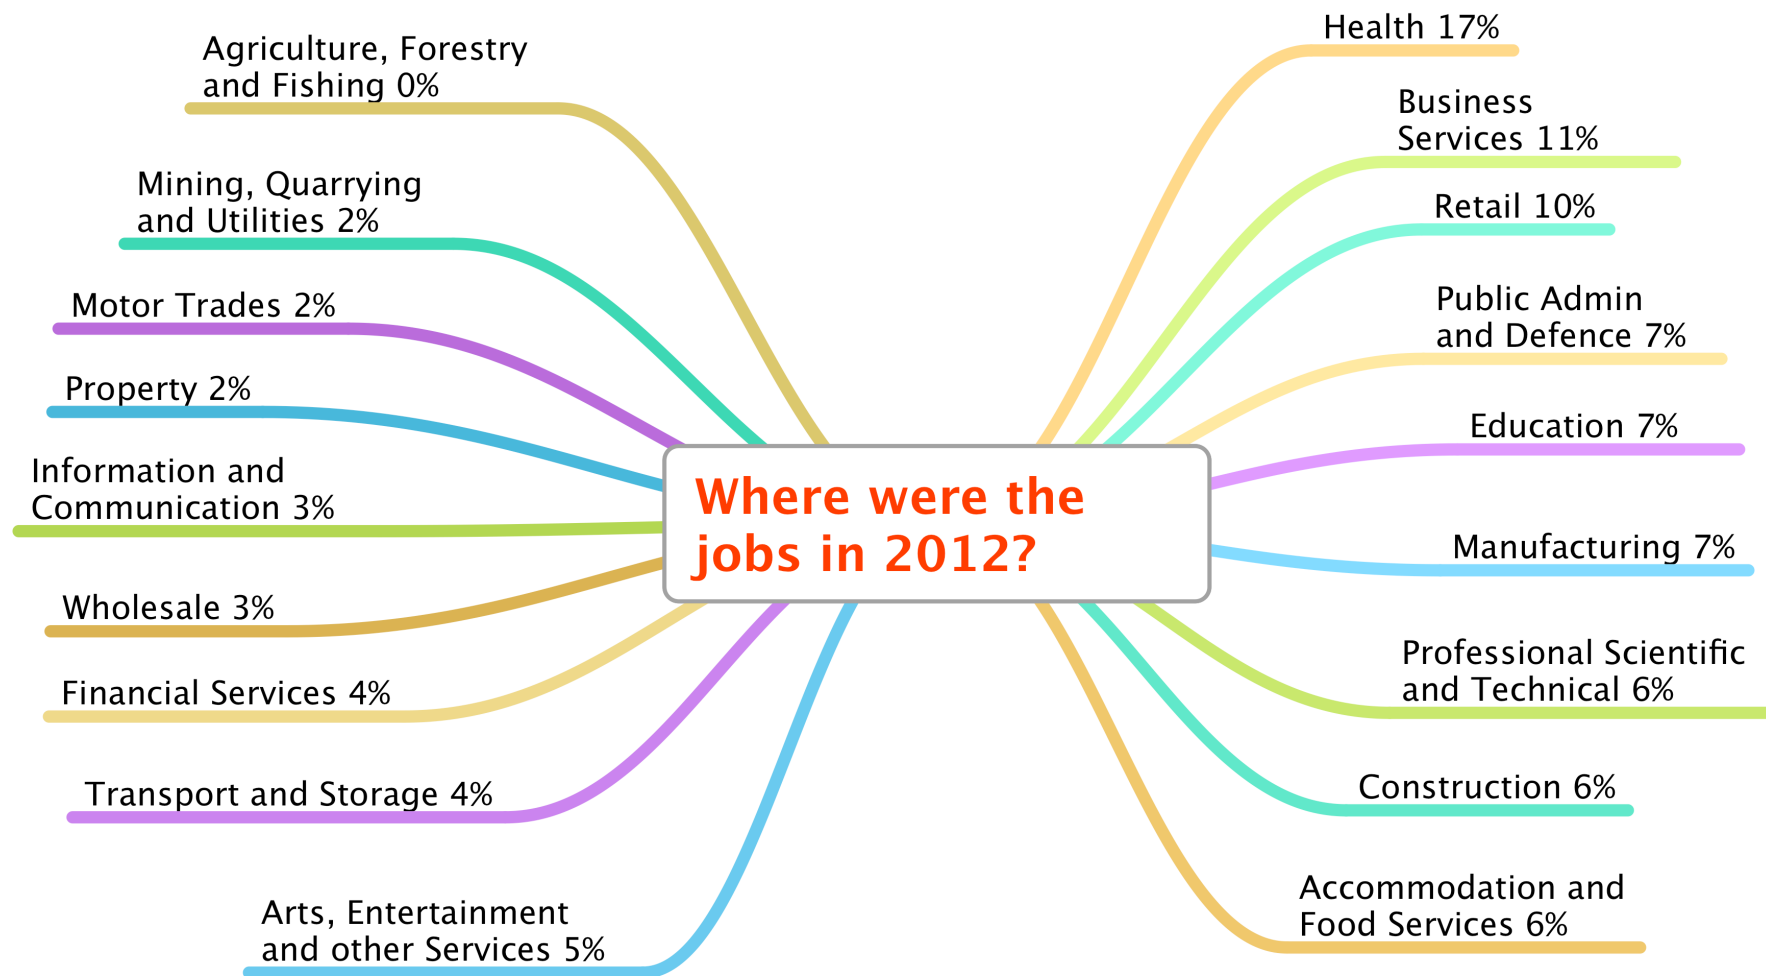 Where were the
jobs in 2012?
Health 17%
Business
Services 11%
Retail 10%
Public Admin
and Defence 7%
Education 7%
Manufacturing 7%
Professional Scientific
and Technical 6%
Construction 6%
Accommodation and
Food Services 6%
Arts, Entertainment
and other Services 5%
Transport and Storage 4%
Financial Services 4%
Wholesale 3%
Information and
Communication 3%
Property 2%
Motor Trades 2%
Mining, Quarrying
and Utilities 2%
Agriculture, Forestry
and Fishing 0%